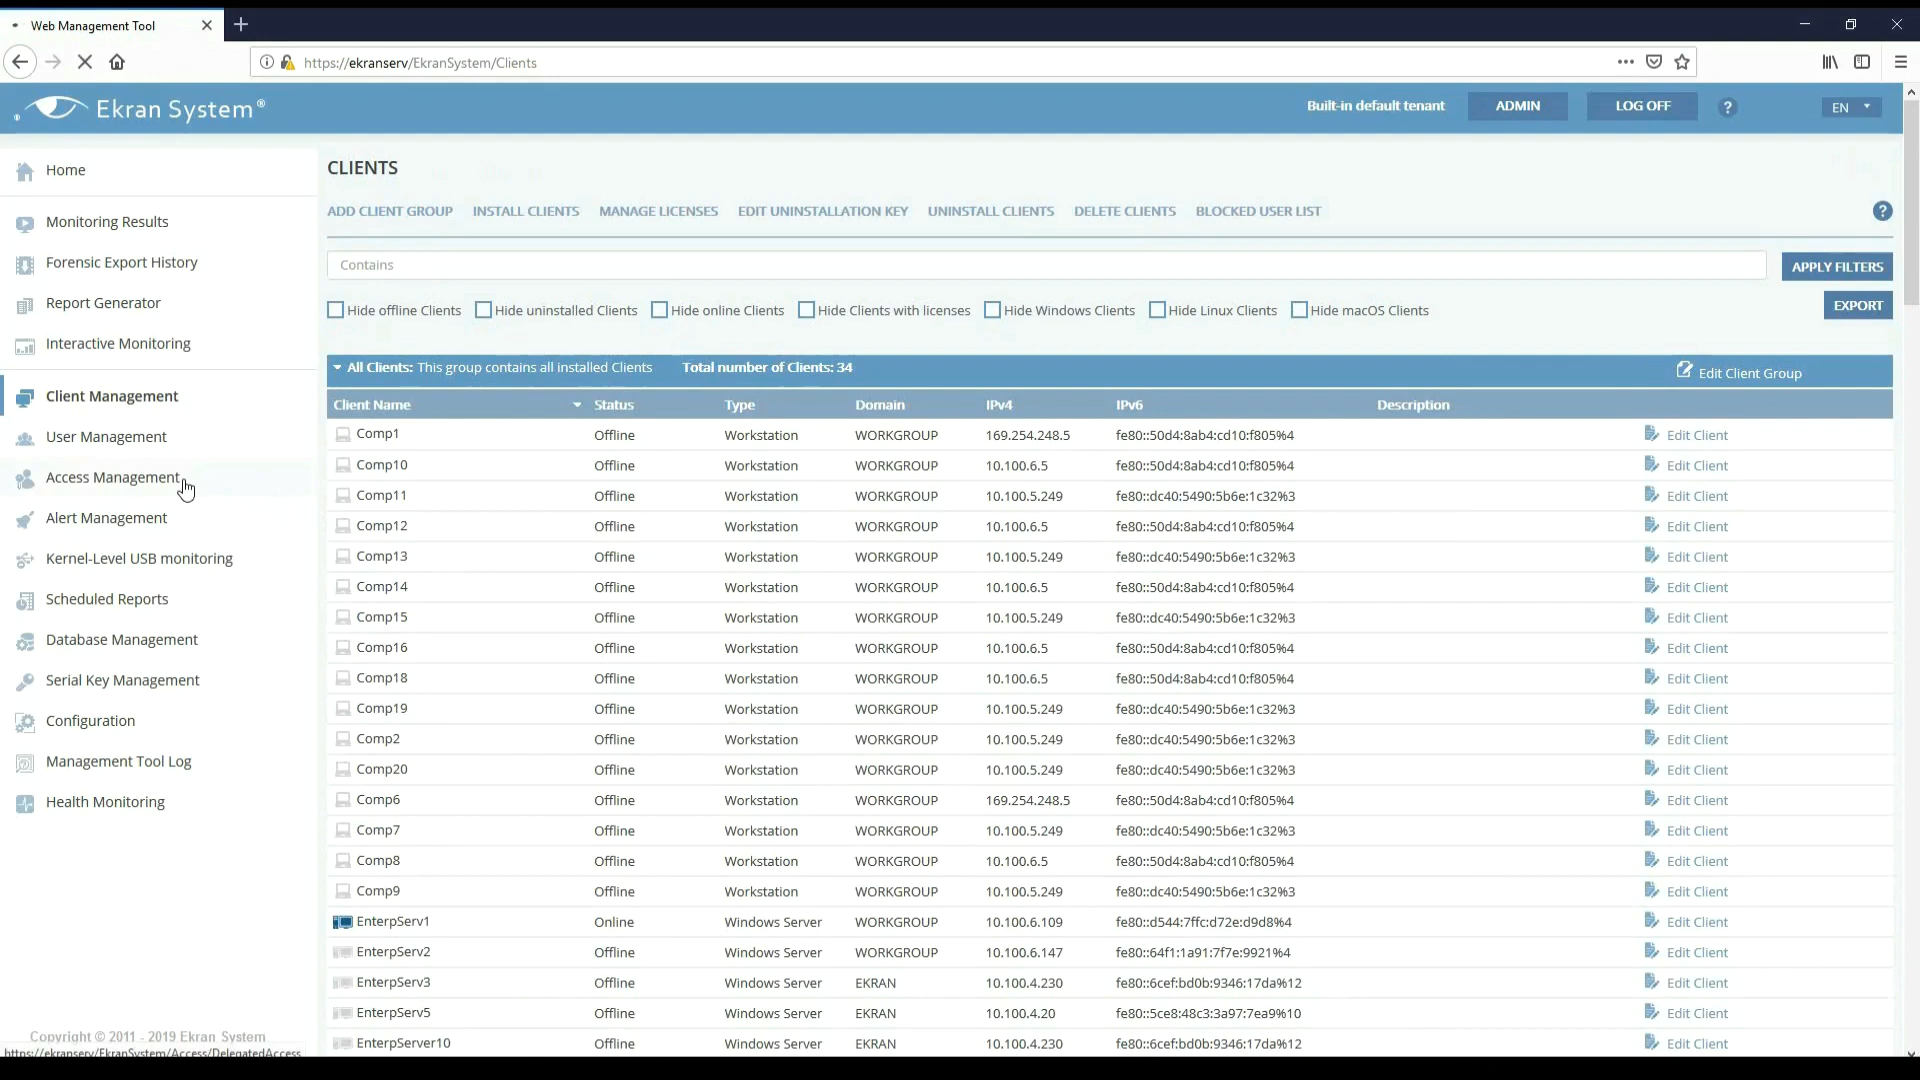 Web Management Tool
https://ekranserv/EkranSystem/Clients
Ekran System®
Built-in default tenant
ADMIN
LOG OFF
?
EN
Home
Monitoring Results
Forensic Export History
Report Generator
Interactive Monitoring
Client Management
User Management
Access Management
Alert Management
Kernel-Level USB monitoring
Scheduled Reports
Database Management
Serial Key Management
Configuration
Management Tool Log
Health Monitoring
Copyright © 2011 - 2019 Ekran System
https://ekranserv/EkranSystem/Access/DelegatedAccess
CLIENTS
ADD CLIENT GROUP INSTALL CLIENTS MANAGE LICENSES EDIT UNINSTALLATION KEY UNINSTALL CLIENTS DELETE CLIENTS BLOCKED USER LIST ?
Contains
APPLY FILTERS
Hide offline Clients Hide uninstalled Clients Hide online Clients Hide Clients with licenses Hide Windows Clients Hide Linux Clients Hide macOS Clients
EXPORT
All Clients: This group contains all installed Clients Total number of Clients: 34 Edit Client Group
Client Name Status Type Domain IPv4 IPv6 Description
Comp1 Offline Workstation WORKGROUP 169.254.248.5 fe80::50d4:8ab4:cd10:f805%4 Edit Client
Comp10 Offline Workstation WORKGROUP 10.100.6.5 fe80::50d4:8ab4:cd10:f805%4 Edit Client
Comp11 Offline Workstation WORKGROUP 10.100.5.249 fe80::dc40:5490:5b6e:1c32%3 Edit Client
Comp12 Offline Workstation WORKGROUP 10.100.6.5 fe80::50d4:8ab4:cd10:f805%4 Edit Client
Comp13 Offline Workstation WORKGROUP 10.100.5.249 fe80::dc40:5490:5b6e:1c32%3 Edit Client
Comp14 Offline Workstation WORKGROUP 10.100.6.5 fe80::50d4:8ab4:cd10:f805%4 Edit Client
Comp15 Offline Workstation WORKGROUP 10.100.5.249 fe80::dc40:5490:5b6e:1c32%3 Edit Client
Comp16 Offline Workstation WORKGROUP 10.100.6.5 fe80::50d4:8ab4:cd10:f805%4 Edit Client
Comp18 Offline Workstation WORKGROUP 10.100.6.5 fe80::50d4:8ab4:cd10:f805%4 Edit Client
Comp19 Offline Workstation WORKGROUP 10.100.5.249 fe80::dc40:5490:5b6e:1c32%3 Edit Client
Comp2 Offline Workstation WORKGROUP 10.100.5.249 fe80::dc40:5490:5b6e:1c32%3 Edit Client
Comp20 Offline Workstation WORKGROUP 10.100.5.249 fe80::dc40:5490:5b6e:1c32%3 Edit Client
Comp6 Offline Workstation WORKGROUP 169.254.248.5 fe80::50d4:8ab4:cd10:f805%4 Edit Client
Comp7 Offline Workstation WORKGROUP 10.100.5.249 fe80::dc40:5490:5b6e:1c32%3 Edit Client
Comp8 Offline Workstation WORKGROUP 10.100.6.5 fe80::50d4:8ab4:cd10:f805%4 Edit Client
Comp9 Offline Workstation WORKGROUP 10.100.5.249 fe80::dc40:5490:5b6e:1c32%3 Edit Client
EnterpServ1 Online Windows Server WORKGROUP 10.100.6.109 fe80::d544:7ffc:d72e:d9d8%4 Edit Client
EnterpServ2 Offline Windows Server WORKGROUP 10.100.6.147 fe80::64f1:1a91:7f7e:9921%4 Edit Client
EnterpServ3 Offline Windows Server EKRAN 10.100.4.230 fe80::6cef:bd0b:9346:17da%12 Edit Client
EnterpServ5 Offline Windows Server EKRAN 10.100.4.20 fe80::5ce8:48c3:3a97:7ea9%10 Edit Client
EnterpServer10 Offline Windows Server EKRAN 10.100.4.230 fe80::6cef:bd0b:9346:17da%12 Edit Client